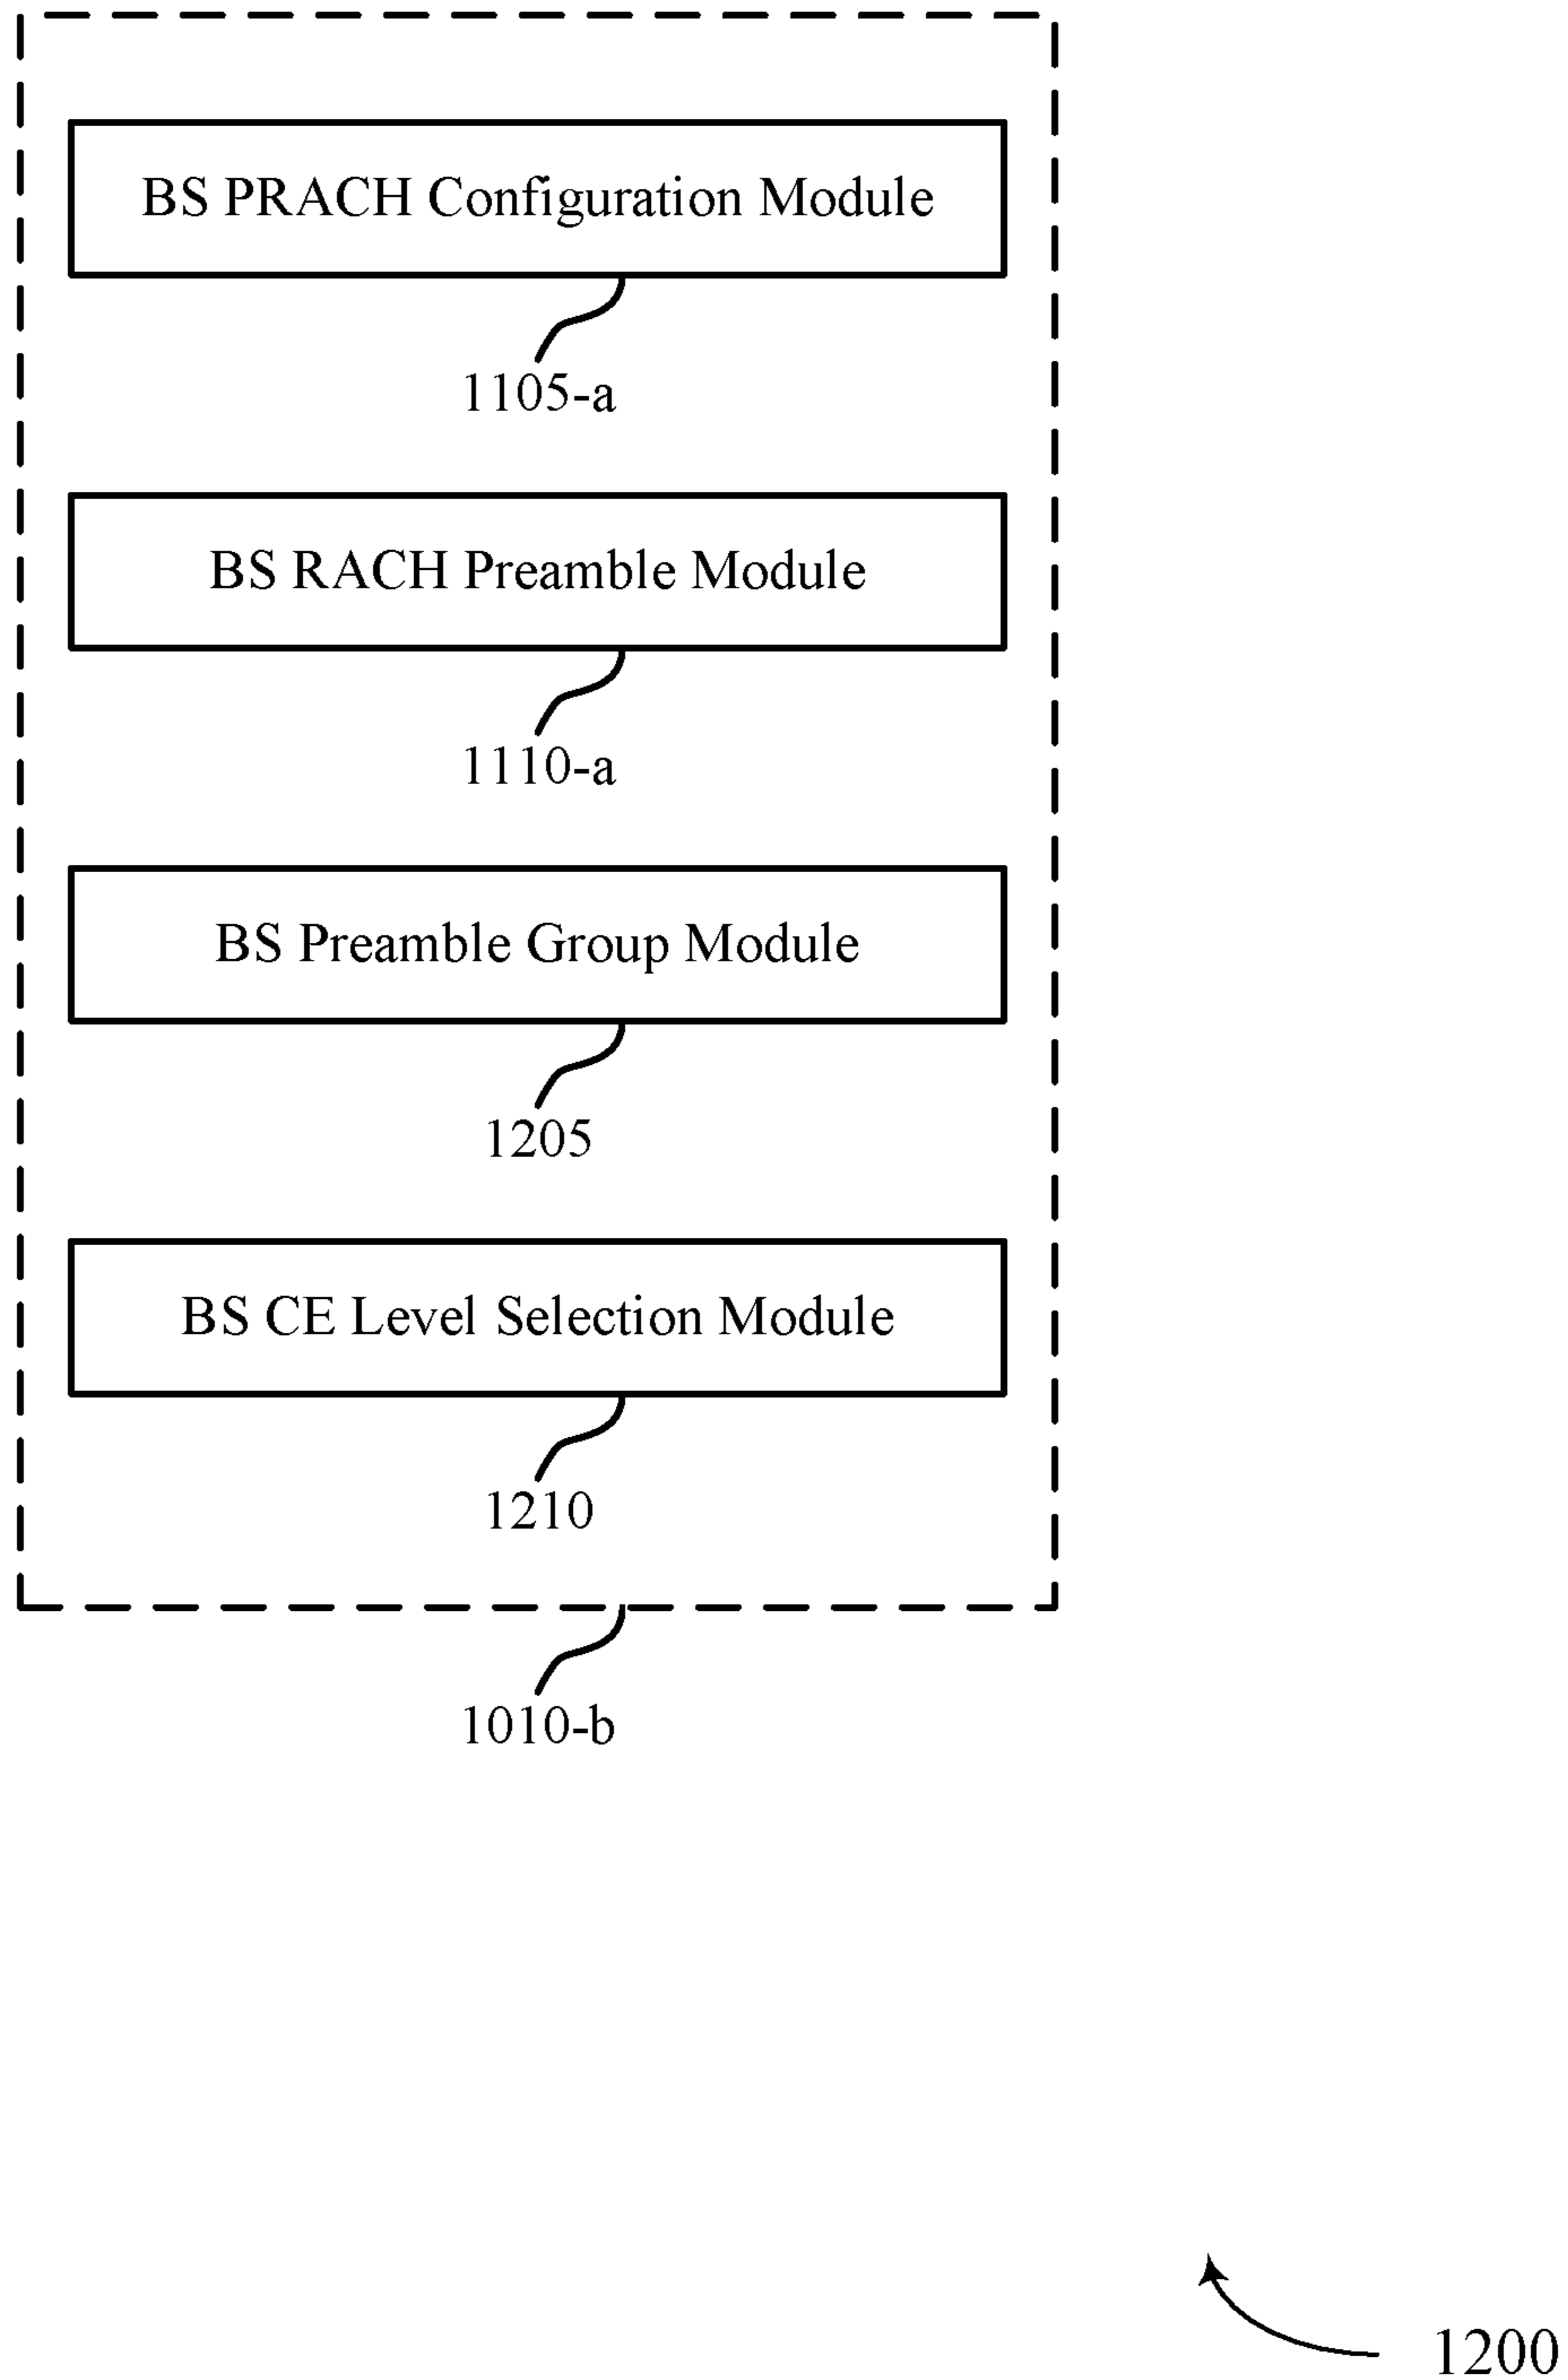 BS PRACH Configuration Module
1105-a
BS RACH Preamble Module
1110-a
BS Preamble Group Module
1205
BS CE Level Selection Module
1210
1010-b
1200